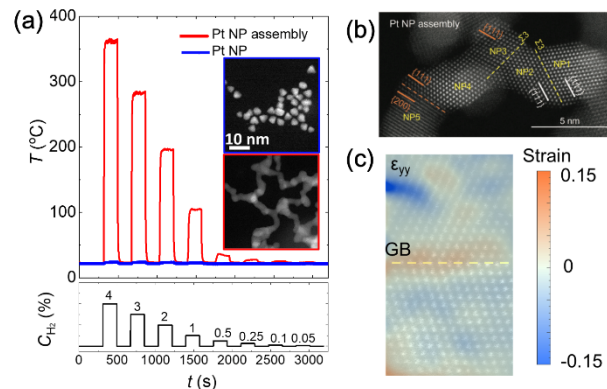 (a)
Pt NP assembly
Pt NP
T (ºC)
400
300
200
100
0
10 nm
C_H2 (%)
4
3
2
1
0.5
0.25
0.1
0.05
0
500
1000
1500
2000
2500
3000
t (s)
(b)
Pt NP assembly
{111}
NP3
Σ3
Σ3
NP1
NP2
{111}
NP4
{111}
{200}
NP5
5 nm
(c)
εyy
Strain
0.15
GB
0
-0.15